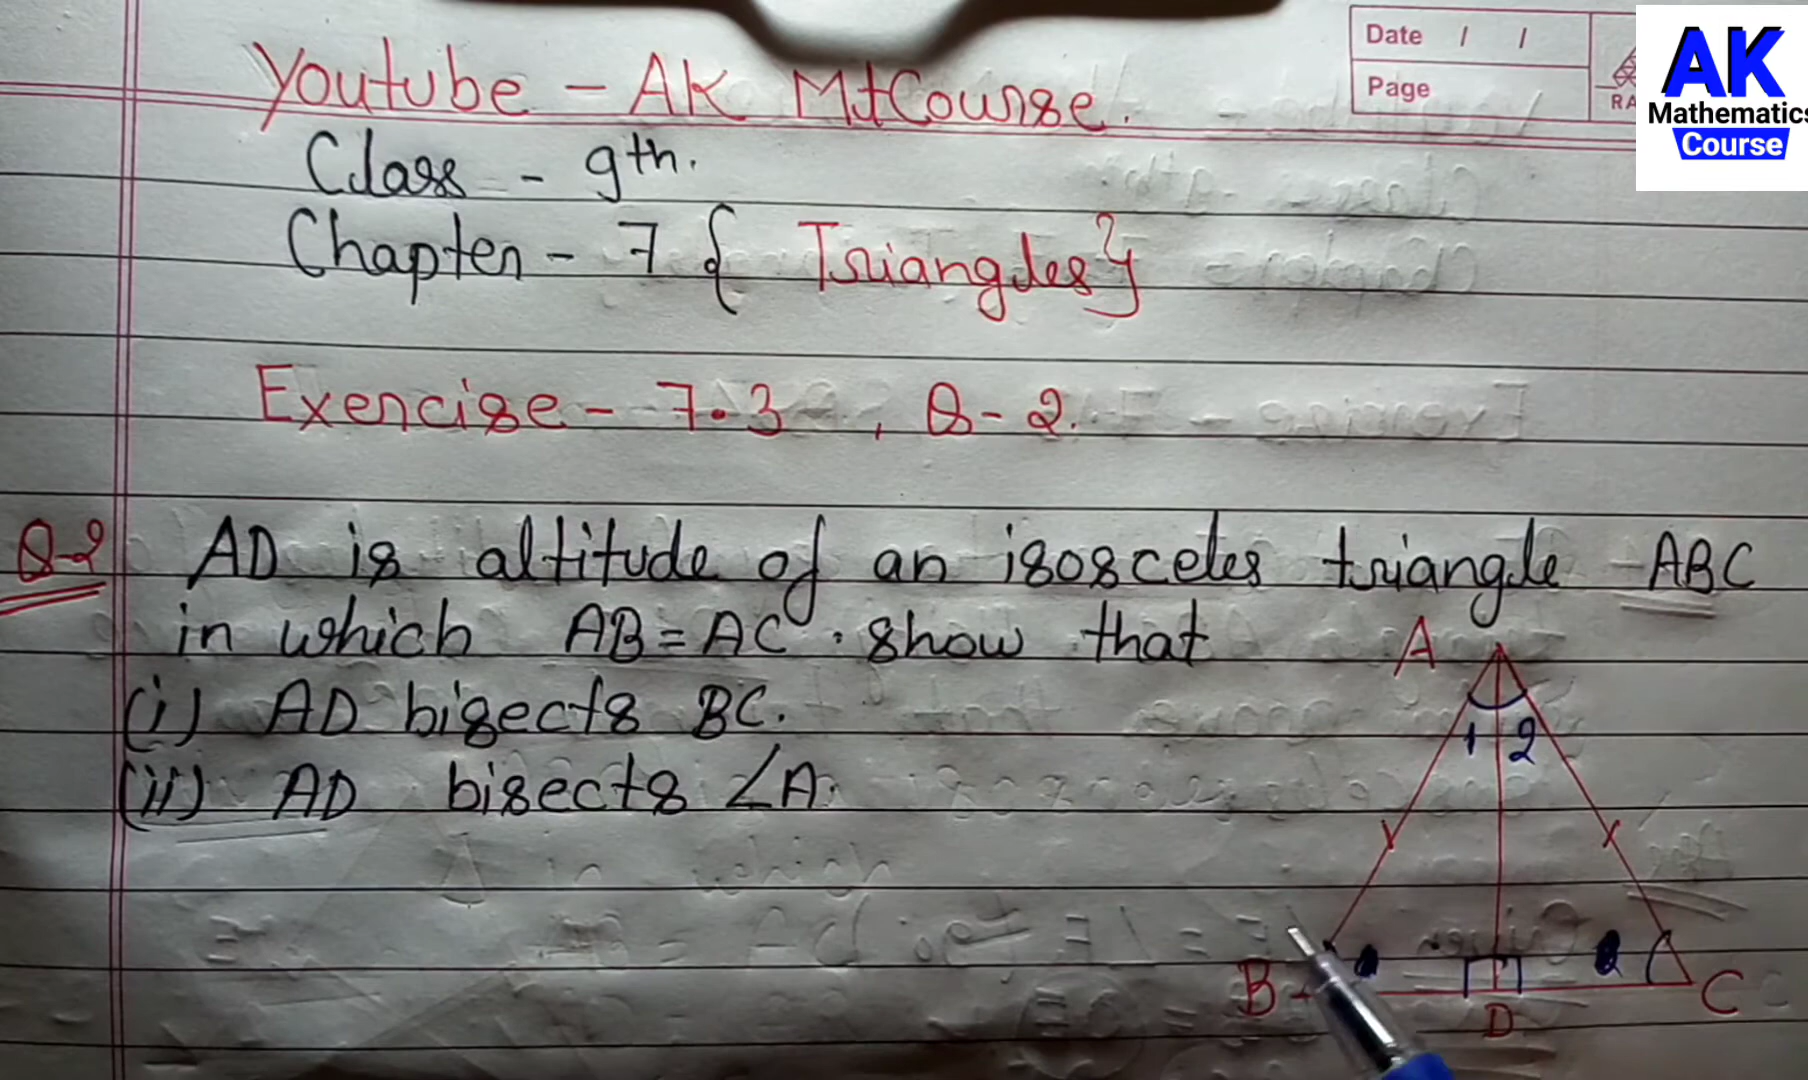 Date / /
Page
RA
AK
Mathematics
Course
Youtube - AK MtCourse.
Class - 9th.
Chapter - 7 { Triangles }
Exercise - 7.3 , Q-2.
Q-2 AD is altitude of an isosceles triangle ABC
in which AB = AC . show that
(i) AD bisects BC.
(ii) AD bisects ∠A.
A
1 2
B
D
C